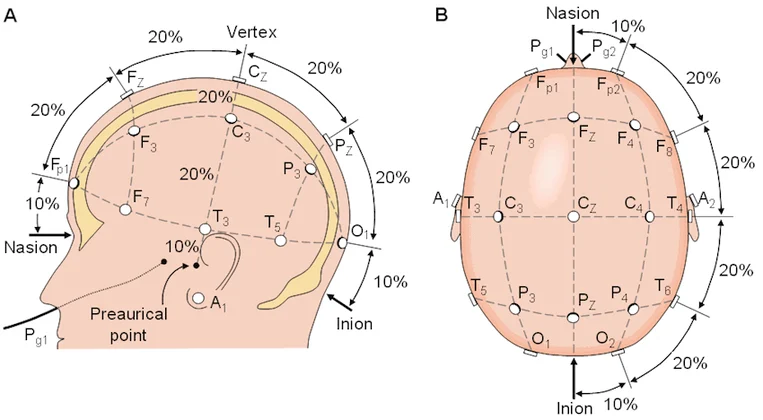 A
Vertex
20%
20%
FZ
CZ
20%
20%
20%
F3
C3
PZ
Fp1
P3
20%
20%
10%
F7
T3
T5
O1
Nasion
10%
10%
A1
Preaurical
point
Inion
Pg1
B
Nasion
10%
Pg1
Pg2
Fp1
Fp2
20%
F7
F3
FZ
F4
F8
20%
A1
T3
C3
CZ
C4
T4
A2
20%
T5
P3
PZ
P4
T6
O1
O2
20%
Inion
10%